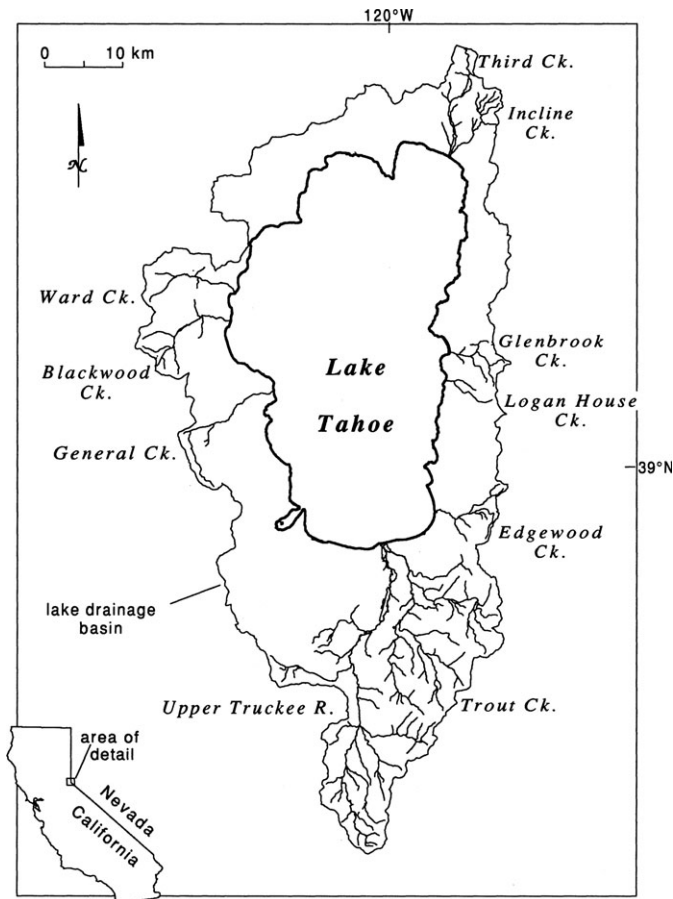 120°W
0 10 km
Third Ck.
Incline
Ck.
N
Ward Ck.
Glenbrook
Ck.
Blackwood
Ck.
Lake
Tahoe
Logan House
Ck.
General Ck.
39°N
Edgewood
Ck.
lake drainage
basin
Upper Truckee R.
Trout Ck.
area of
detail
Nevada
California